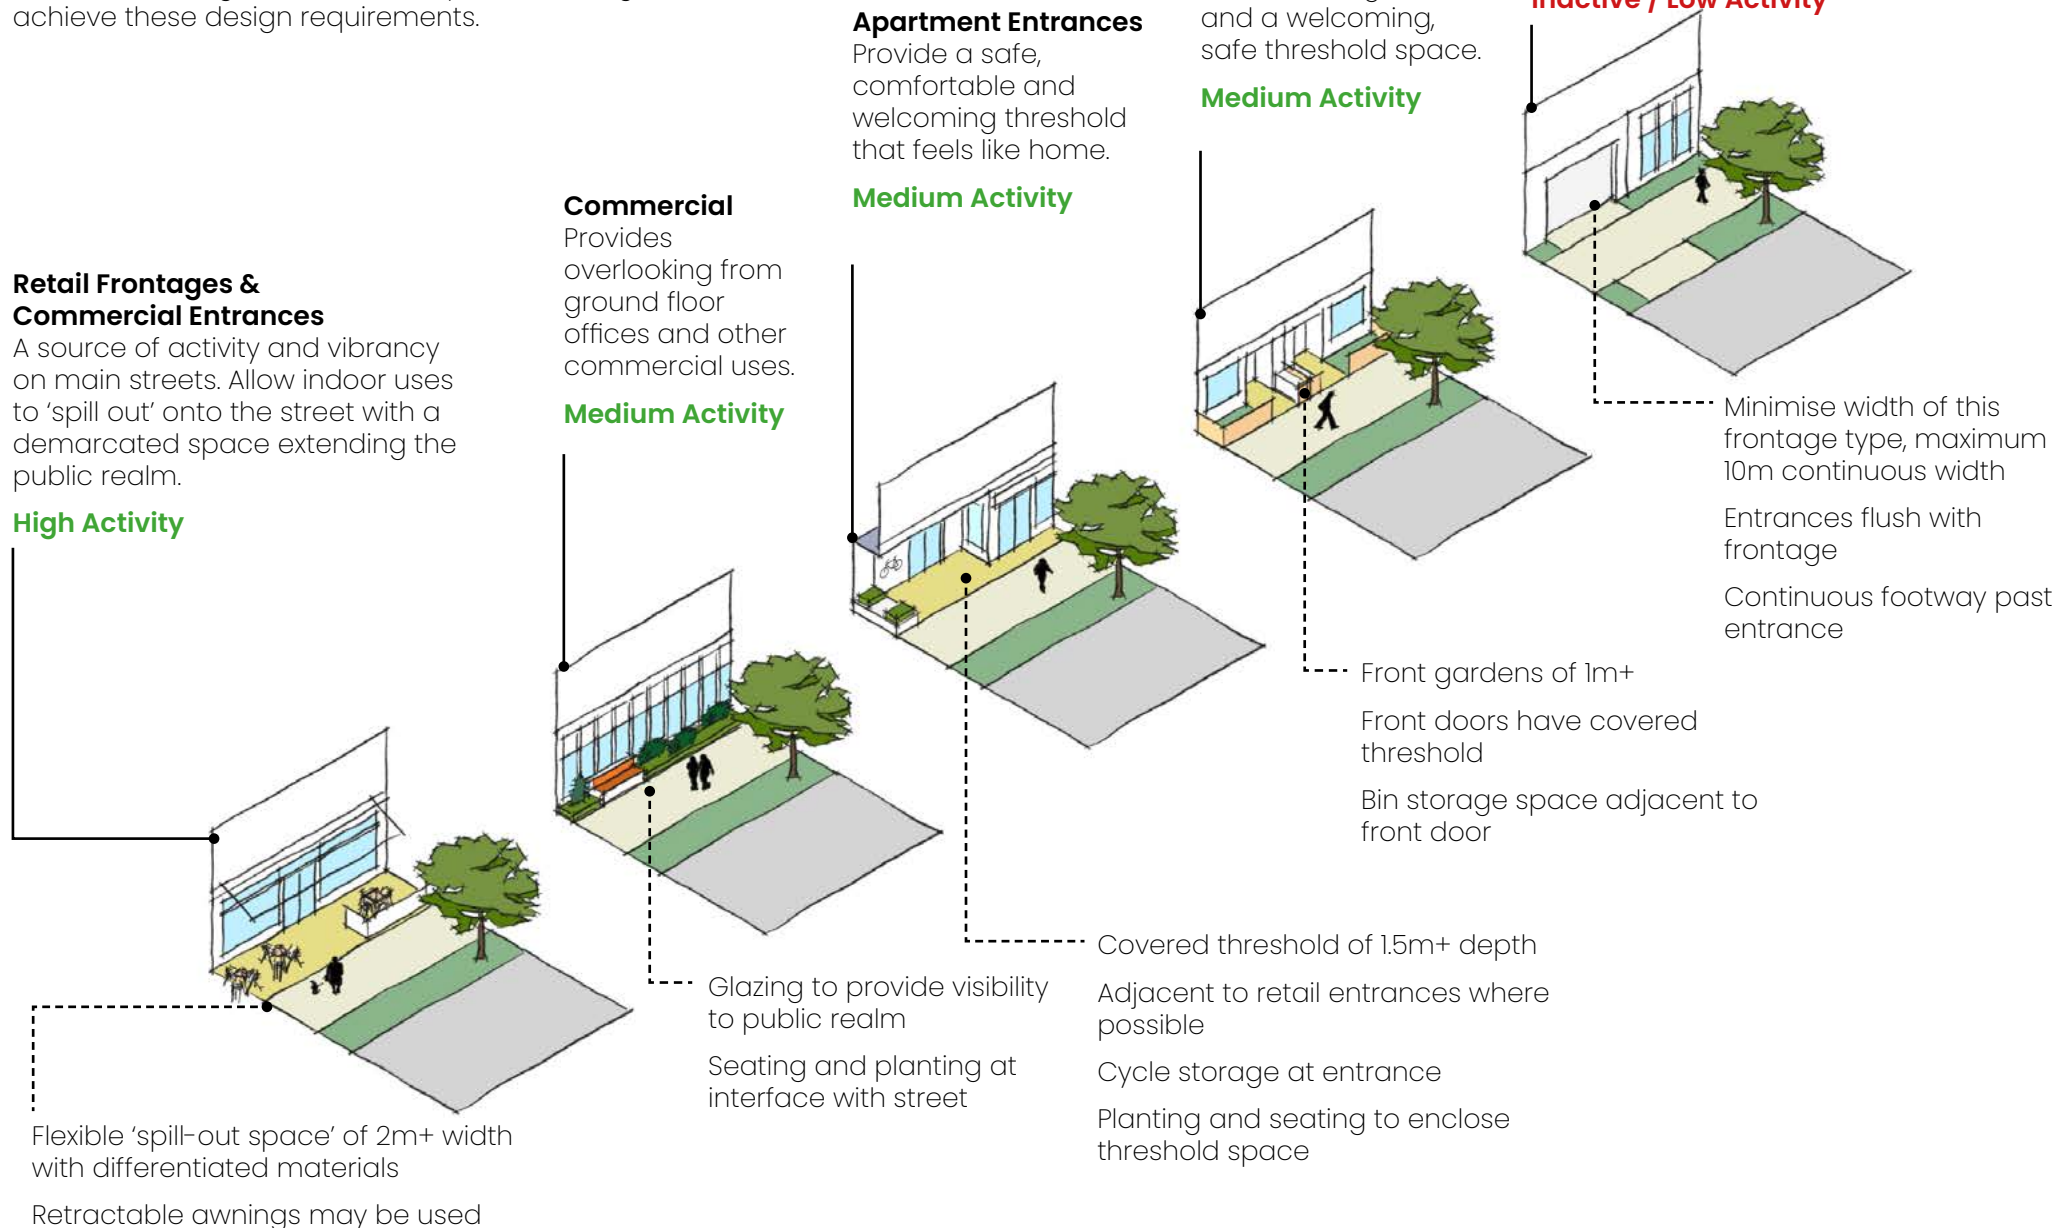 achieve these design requirements.
Apartment Entrances
Provide a safe,
comfortable and
welcoming threshold
that feels like home.
Medium Activity
and a welcoming,
safe threshold space.
Medium Activity
Inactive / Low Activity
Commercial
Provides
overlooking from
ground floor
offices and other
commercial uses.
Medium Activity
Retail Frontages &
Commercial Entrances
A source of activity and vibrancy
on main streets. Allow indoor uses
to ‘spill out’ onto the street with a
demarcated space extending the
public realm.
High Activity
Minimise width of this
frontage type, maximum
10m continuous width
Entrances flush with
frontage
Continuous footway past
entrance
Front gardens of 1m+
Front doors have covered
threshold
Bin storage space adjacent to
front door
Covered threshold of 1.5m+ depth
Adjacent to retail entrances where
possible
Cycle storage at entrance
Planting and seating to enclose
threshold space
Glazing to provide visibility
to public realm
Seating and planting at
interface with street
Flexible ‘spill-out space’ of 2m+ width
with differentiated materials
Retractable awnings may be used